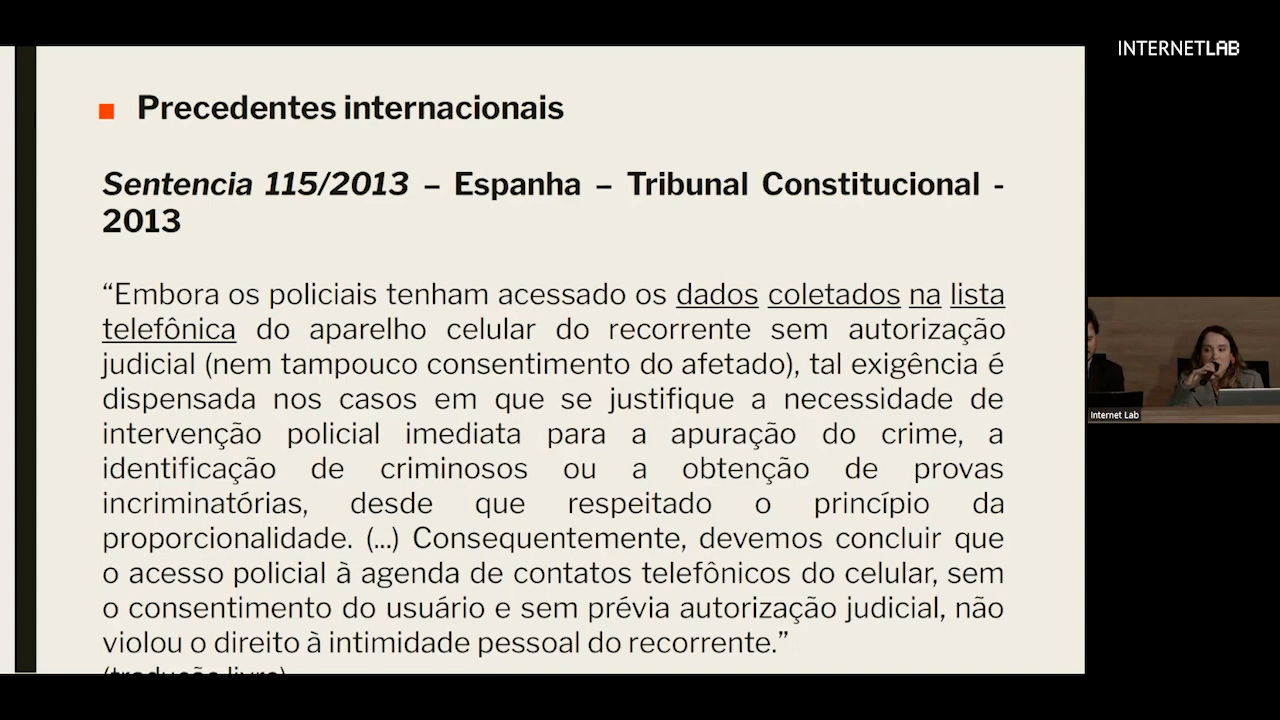 INTERNETLAB
Precedentes internacionais
Sentencia 115/2013 – Espanha – Tribunal Constitucional -
2013
“Embora os policiais tenham acessado os dados coletados na lista
telefônica do aparelho celular do recorrente sem autorização
judicial (nem tampouco consentimento do afetado), tal exigência é
dispensada nos casos em que se justifique a necessidade de
intervenção policial imediata para a apuração do crime, a
identificação de criminosos ou a obtenção de provas
incriminatórias, desde que respeitado o princípio da
proporcionalidade. (...) Consequentemente, devemos concluir que
o acesso policial à agenda de contatos telefônicos do celular, sem
o consentimento do usuário e sem prévia autorização judicial, não
violou o direito à intimidade pessoal do recorrente.”
(tradução livre)
Internet Lab